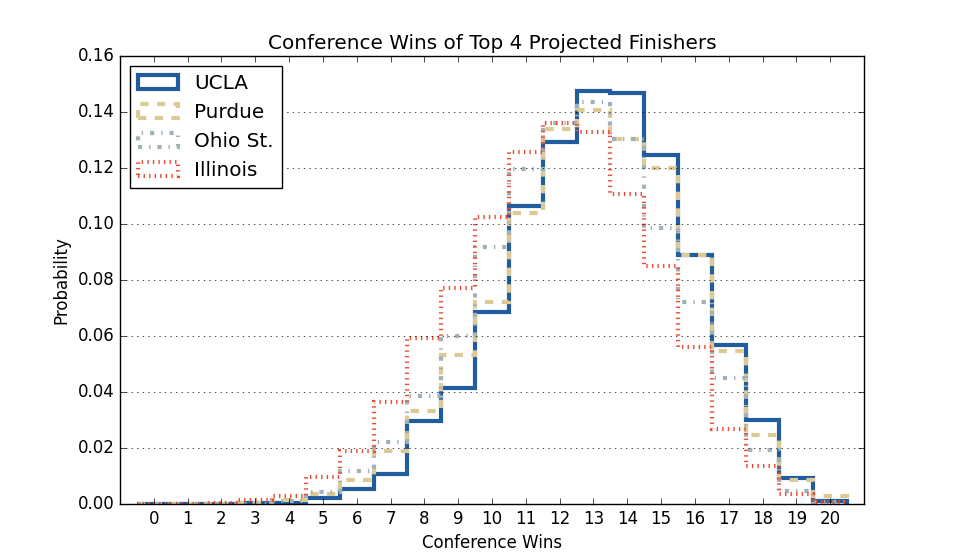 Conference Wins of Top 4 Projected Finishers
0.16
0.14
0.12
0.10
0.08
0.06
0.04
0.02
0.00
Probability
UCLA
Purdue
Ohio St.
Illinois
0 1 2 3 4 5 6 7 8 9 10 11 12 13 14 15 16 17 18 19 20
Conference Wins